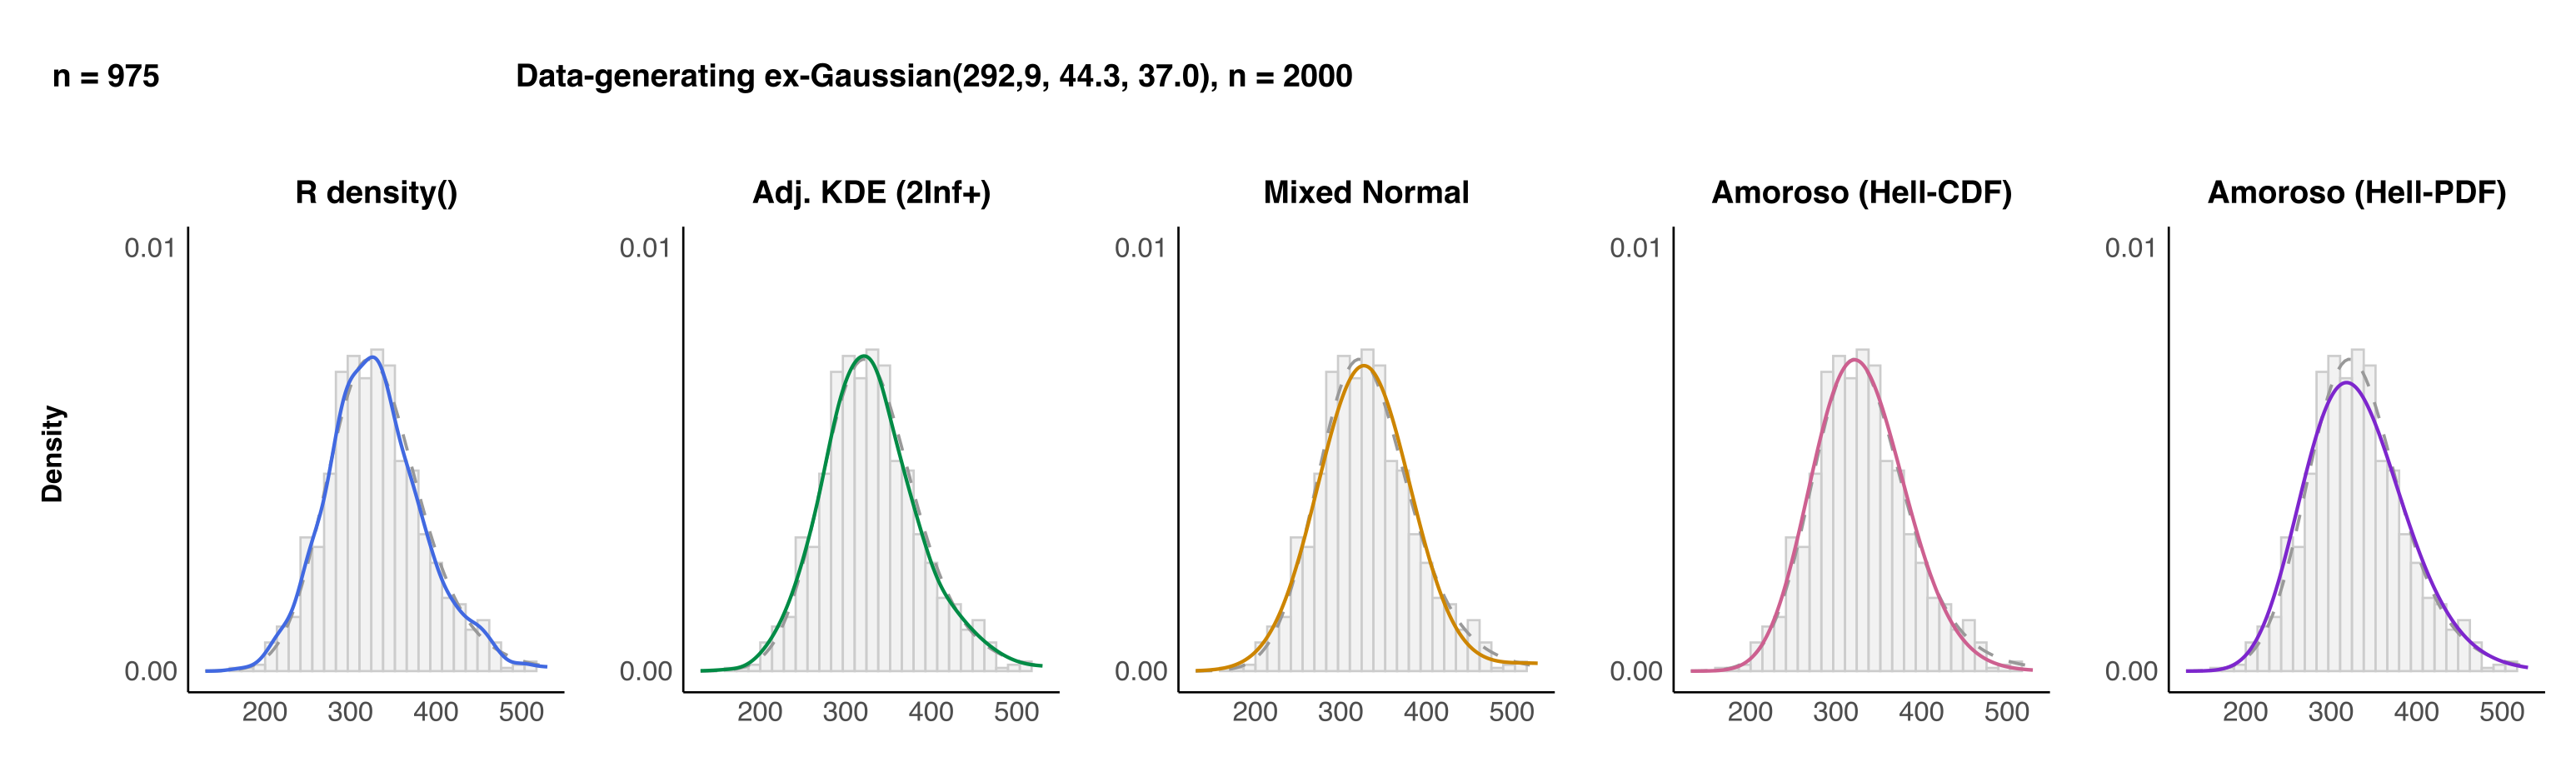 n = 975
Data-generating ex-Gaussian(292,9, 44.3, 37.0), n = 2000
R density()
Adj. KDE (2Inf+)
Mixed Normal
Amoroso (Hell-CDF)
Amoroso (Hell-PDF)
Density
0.01
0.00
200 300 400 500
0.01
0.00
200 300 400 500
0.01
0.00
200 300 400 500
0.01
0.00
200 300 400 500
0.01
0.00
200 300 400 500